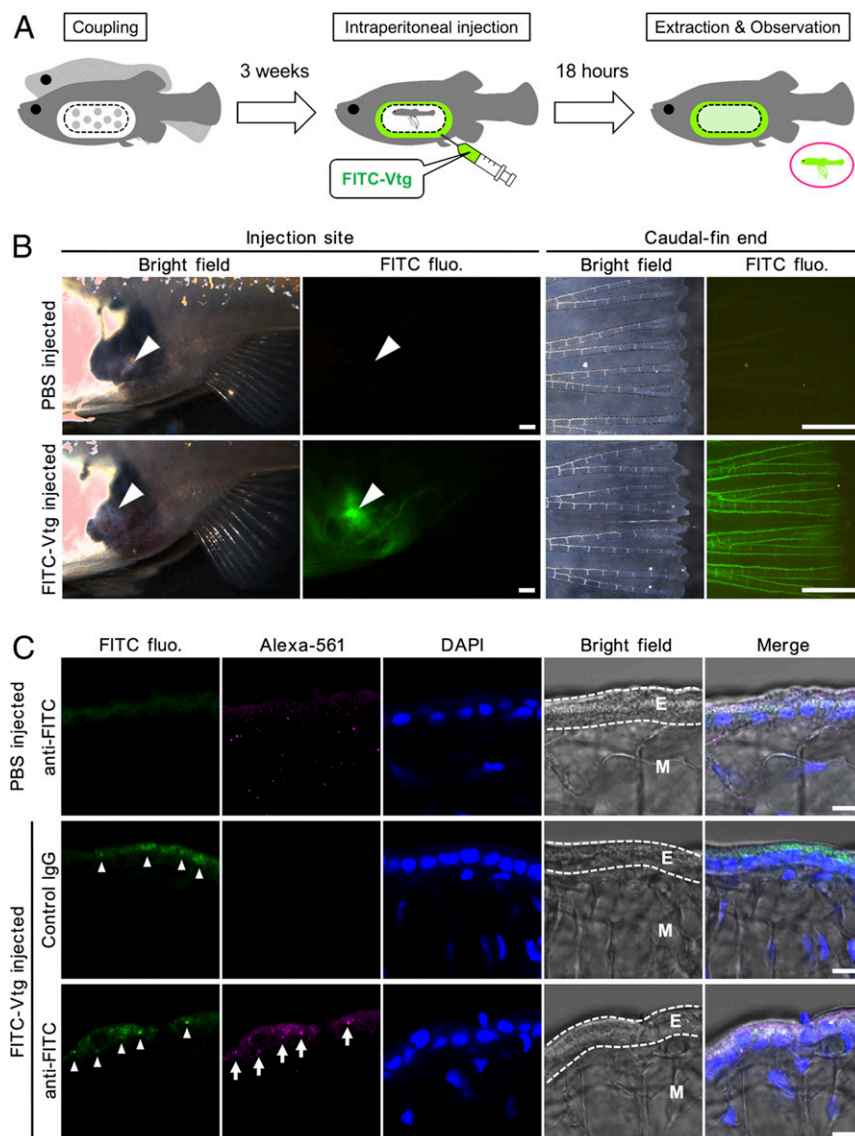 A
Coupling
Intraperitoneal injection
Extraction & Observation
3 weeks
18 hours
FITC-Vtg
B
Injection site
Caudal-fin end
Bright field
FITC fluo.
Bright field
FITC fluo.
PBS injected
FITC-Vtg injected
C
FITC fluo.
Alexa-561
DAPI
Bright field
Merge
PBS injected
anti-FITC
E
M
FITC-Vtg injected
Control IgG
E
M
anti-FITC
E
M